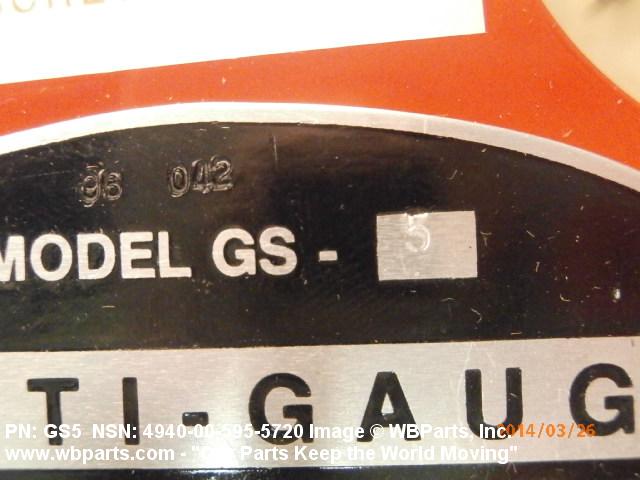 96 042
MODEL GS - 5
TI-GAUG
PN: GS5 NSN: 4940-00-595-5720 Image © WBParts, Inc.
2014/03/26
www.wbparts.com - "Our Parts Keep the World Moving"